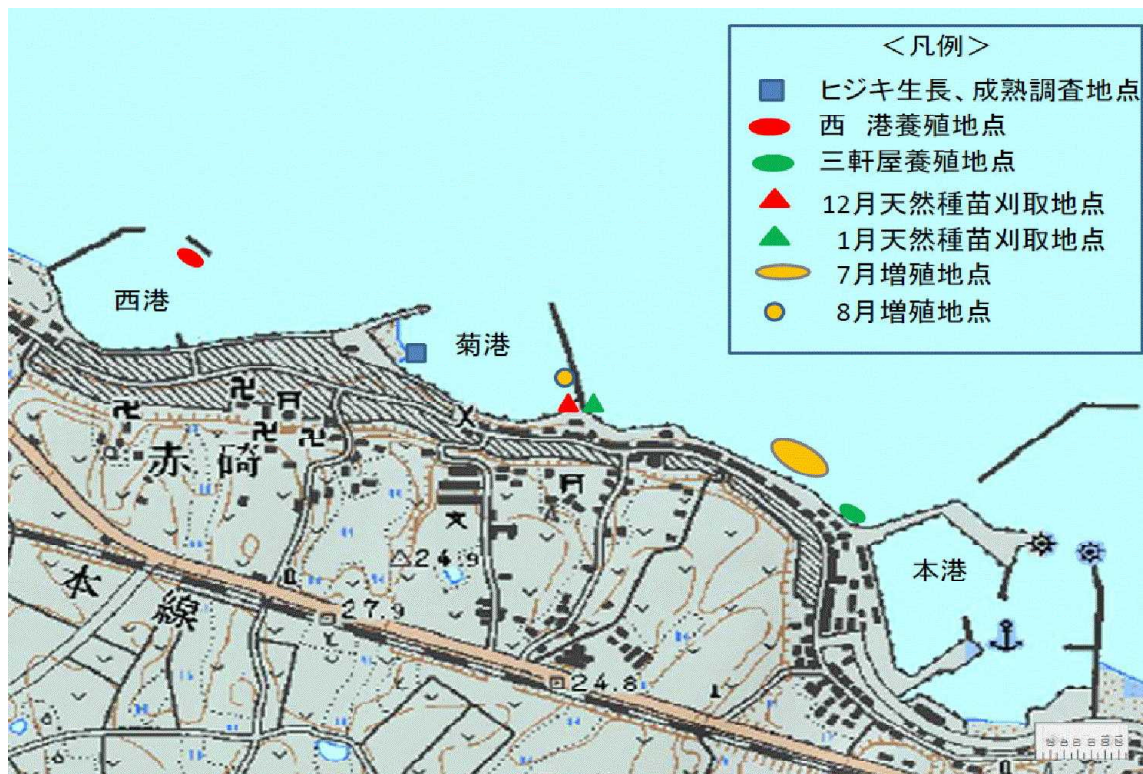 <凡例>
ヒジキ生長、成熟調査地点
西 港養殖地点
三軒屋養殖地点
12月天然種苗刈取地点
1月天然種苗刈取地点
7月増殖地点
8月増殖地点
西港
菊港
赤碕
24.9
本港
本線
27.9
24.8